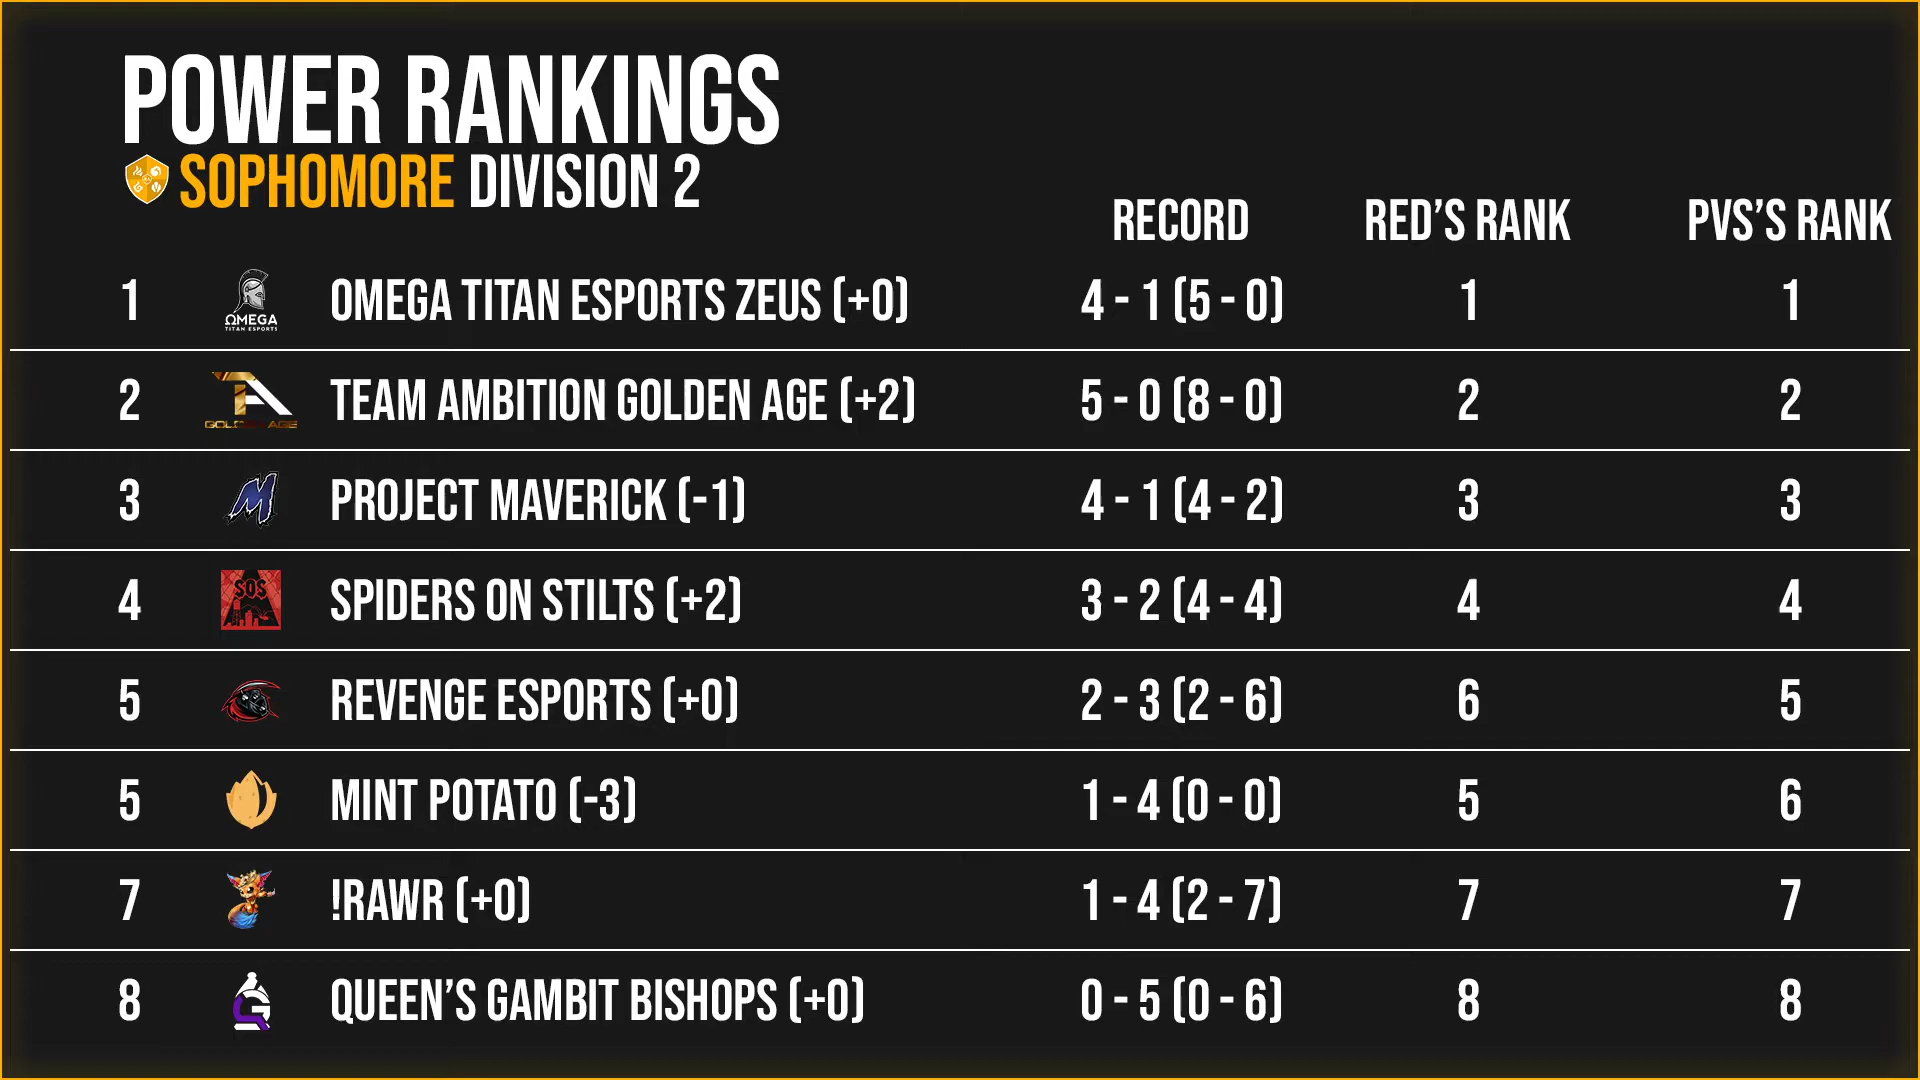 POWER RANKINGS
SOPHOMORE DIVISION 2
RECORD RED'S RANK PVS'S RANK
1 ΩMEGA TITAN ESPORTS OMEGA TITAN ESPORTS ZEUS (+0) 4 - 1 (5 - 0) 1 1
2 TA GOLDEN AGE TEAM AMBITION GOLDEN AGE (+2) 5 - 0 (8 - 0) 2 2
3 M PROJECT MAVERICK (-1) 4 - 1 (4 - 2) 3 3
4 SOS SPIDERS ON STILTS (+2) 3 - 2 (4 - 4) 4 4
5 REVENGE ESPORTS (+0) 2 - 3 (2 - 6) 6 5
5 MINT POTATO (-3) 1 - 4 (0 - 0) 5 6
7 !RAWR (+0) 1 - 4 (2 - 7) 7 7
8 QUEEN'S GAMBIT BISHOPS (+0) 0 - 5 (0 - 6) 8 8